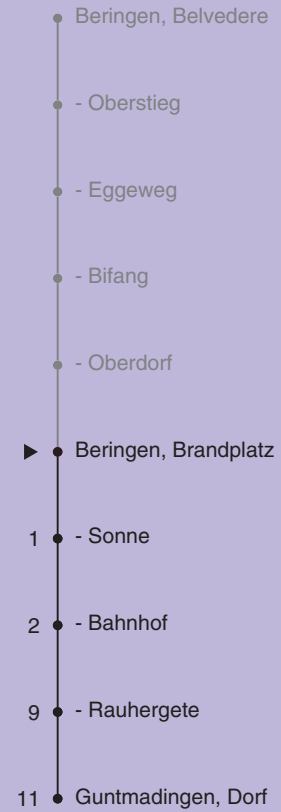 Beringen, Belvedere
- Oberstieg
- Eggeweg
- Bifang
- Oberdorf
Beringen, Brandplatz
1 - Sonne
2 - Bahnhof
9 - Rauhergete
11 Guntmadingen, Dorf